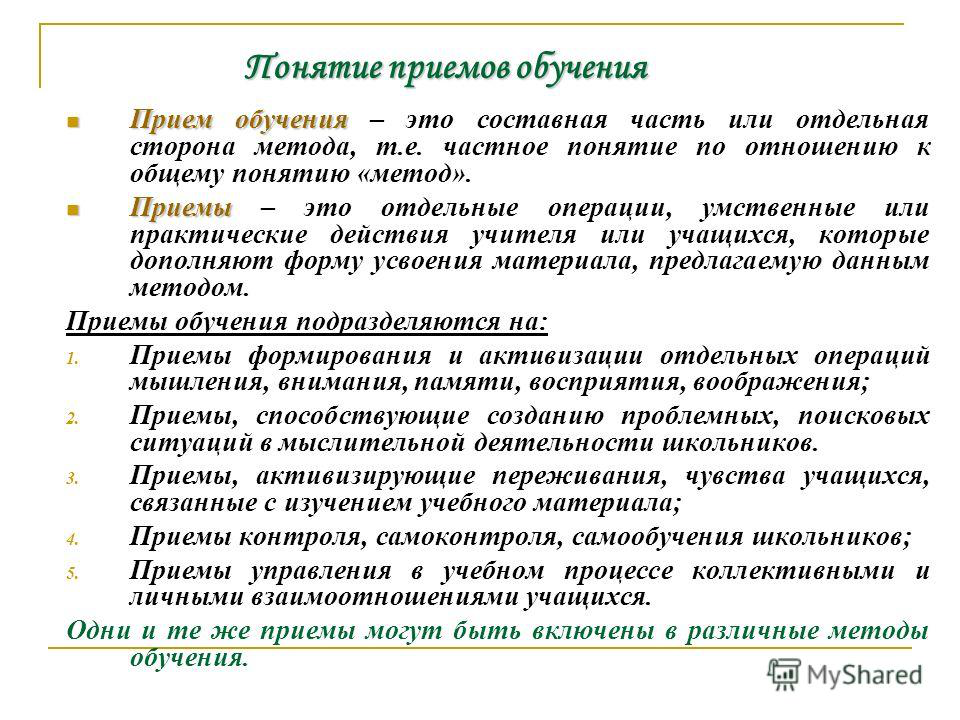 Понятие приемов обучения
Прием обучения – это составная часть или отдельная
сторона метода, т.е. частное понятие по отношению к
общему понятию «метод».
Приемы – это отдельные операции, умственные или
практические действия учителя или учащихся, которые
дополняют форму усвоения материала, предлагаемую данным
методом.
Приемы обучения подразделяются на:
1. Приемы формирования и активизации отдельных операций
мышления, внимания, памяти, восприятия, воображения;
2. Приемы, способствующие созданию проблемных, поисковых
ситуаций в мыслительной деятельности школьников.
3. Приемы, активизирующие переживания, чувства учащихся,
связанные с изучением учебного материала;
4. Приемы контроля, самоконтроля, самообучения школьников;
5. Приемы управления в учебном процессе коллективными и
личными взаимоотношениями учащихся.
Одни и те же приемы могут быть включены в различные методы
обучения.
MyShared